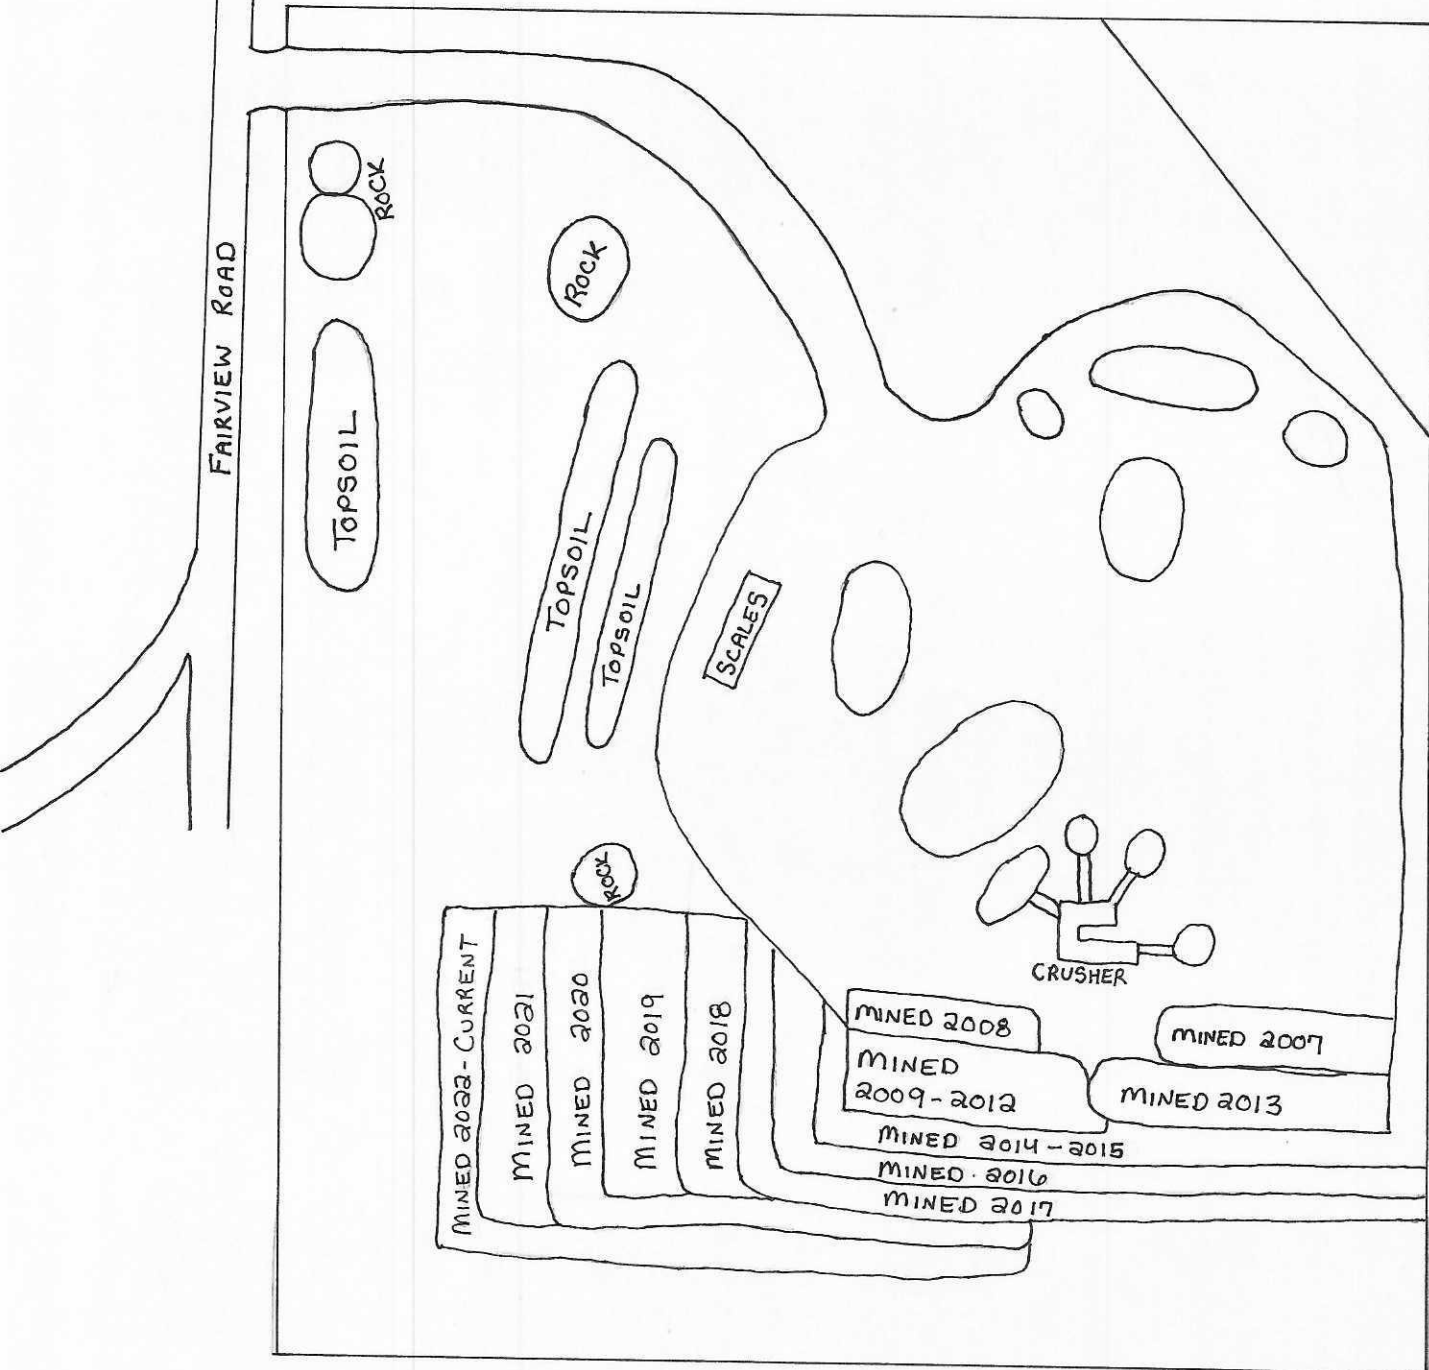 ROCK
ROCK
FAIRVIEW ROAD
TOPSOIL
TOPSOIL
TOPSOIL
SCALES
ROCK
CRUSHER
MINED 2022-CURRENT
MINED 2021
MINED 2020
MINED 2019
MINED 2018
MINED 2008
MINED 2007
MINED
2009-2012
MINED 2013
MINED 2014-2015
MINED 2016
MINED 2017